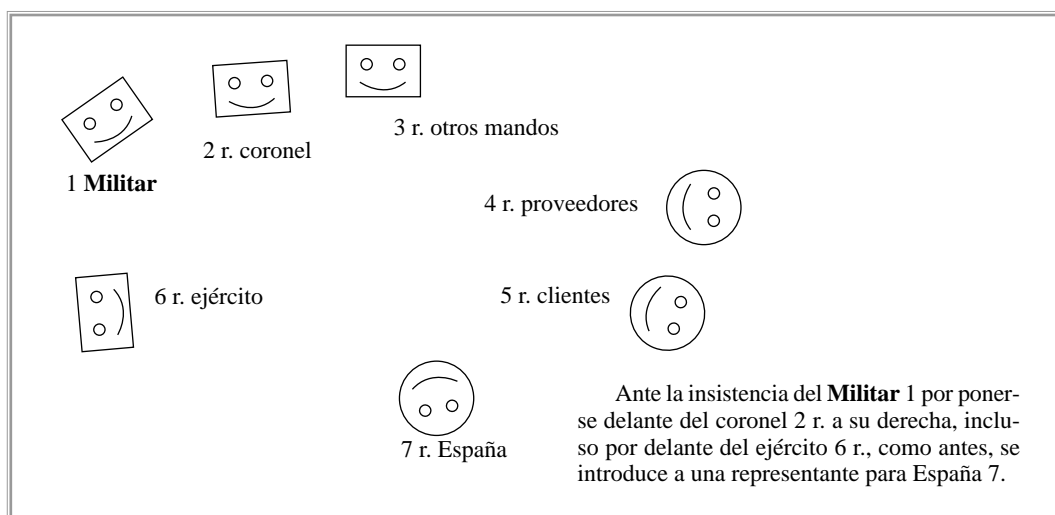 3 r. otros mandos
2 r. coronel
1 Militar
4 r. proveedores
6 r. ejército
5 r. clientes
7 r. España
Ante la insistencia del Militar 1 por poner-
se delante del coronel 2 r. a su derecha, inclu-
so por delante del ejército 6 r., como antes, se
introduce a una representante para España 7.